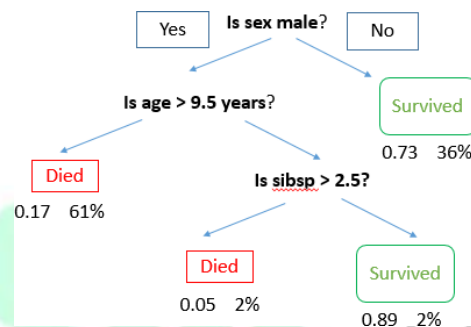 Yes
Is sex male?
No
Is age > 9.5 years?
Survived
0.73 36%
Died
0.17 61%
Is sibsp > 2.5?
Died
0.05 2%
Survived
0.89 2%